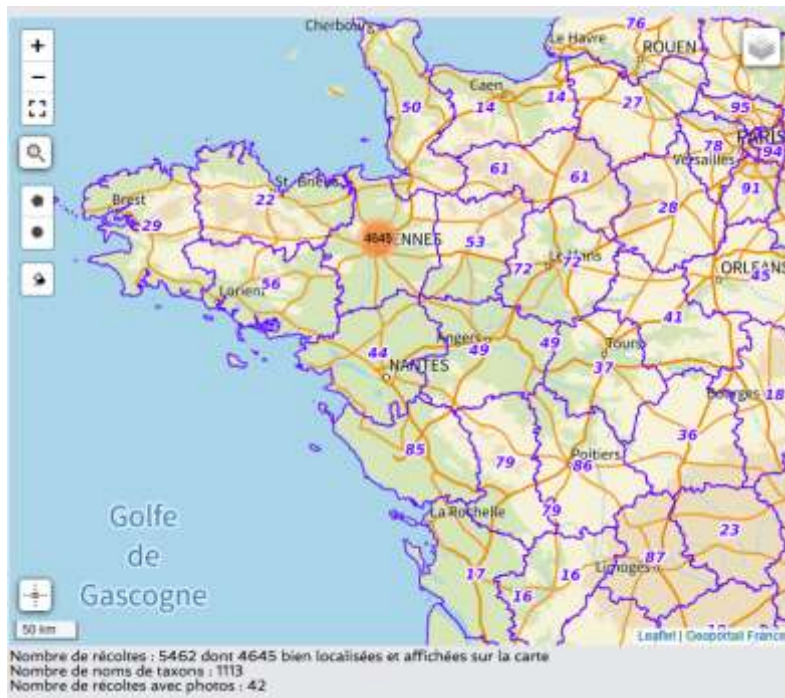 Cherbourg
76
Le Havre
ROUEN
Caen
50
14
14
27
95
PARIS
78
94
Versailles
91
61
61
St-Brieuc
22
Brest
29
28
4645
RENNES
53
Le Mans
72
72
ORLEANS
45
56
Lorient
41
Angers
49
49
Tours
44
NANTES
37
Bourges
18
36
85
79
Poitiers
86
La Rochelle
79
Golfe
de
Gascogne
23
87
Limoges
17
16
16
50 km
Leaflet | Geoportail France
Nombre de récoltes : 5462 dont 4645 bien localisées et affichées sur la carte
Nombre de noms de taxons : 1113
Nombre de récoltes avec photos : 42